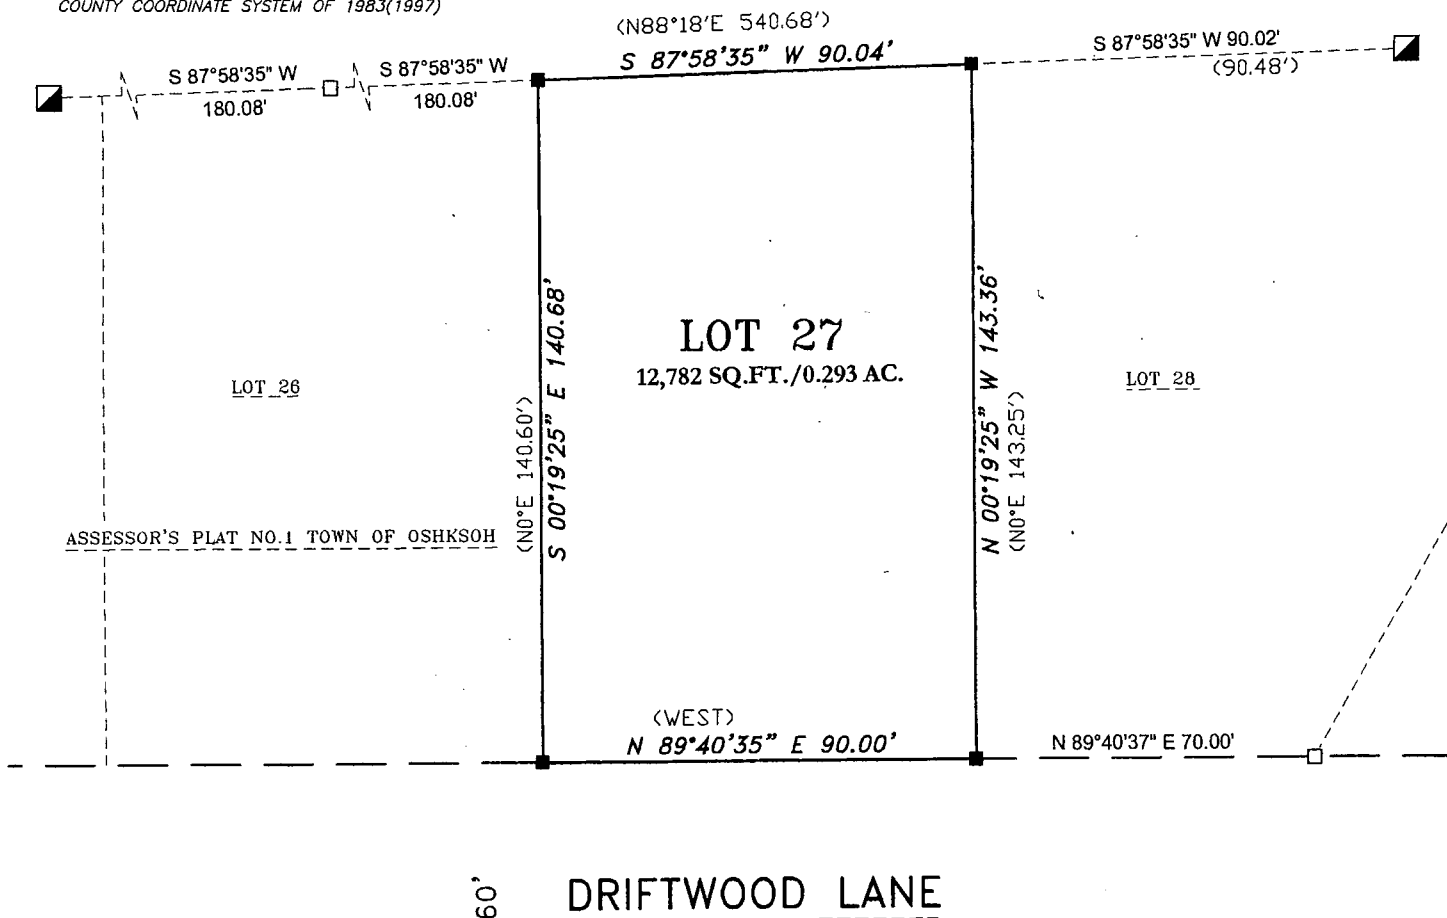 COUNTY COORDINATE SYSTEM OF 1983(1997)
(N88°18'E 540.68')
S 87°58'35" W 90.04'
S 87°58'35" W 90.02'
(90.48')
S 87°58'35" W
180.08'
S 87°58'35" W
180.08'
LOT 27
12,782 SQ.FT./0.293 AC.
LOT 26
LOT 28
(N0°E 140.60')
S 00°19'25" E 140.68'
N 00°19'25" W 143.36'
(N0°E 143.25')
ASSESSOR'S PLAT NO.1 TOWN OF OSHKSOH
(WEST)
N 89°40'35" E 90.00'
N 89°40'37" E 70.00'
60'
DRIFTWOOD LANE